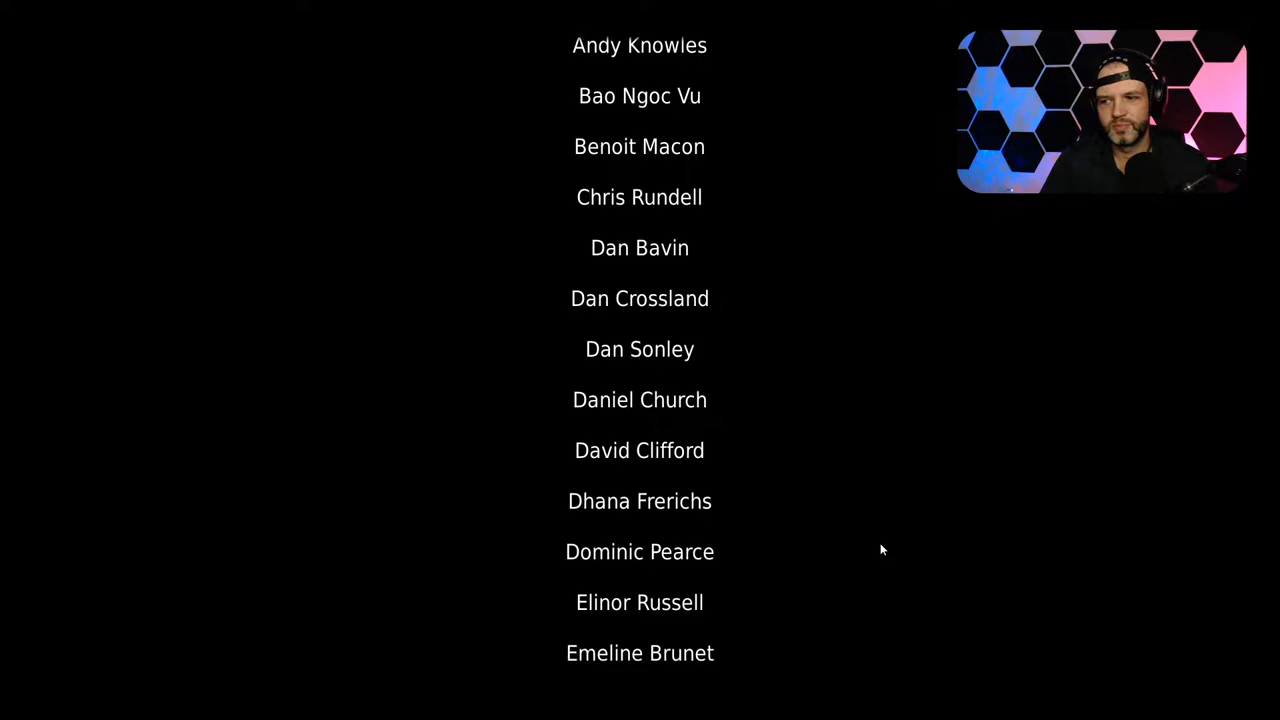 Andy Knowles
Bao Ngoc Vu
Benoit Macon
Chris Rundell
Dan Bavin
Dan Crossland
Dan Sonley
Daniel Church
David Clifford
Dhana Frerichs
Dominic Pearce
Elinor Russell
Emeline Brunet